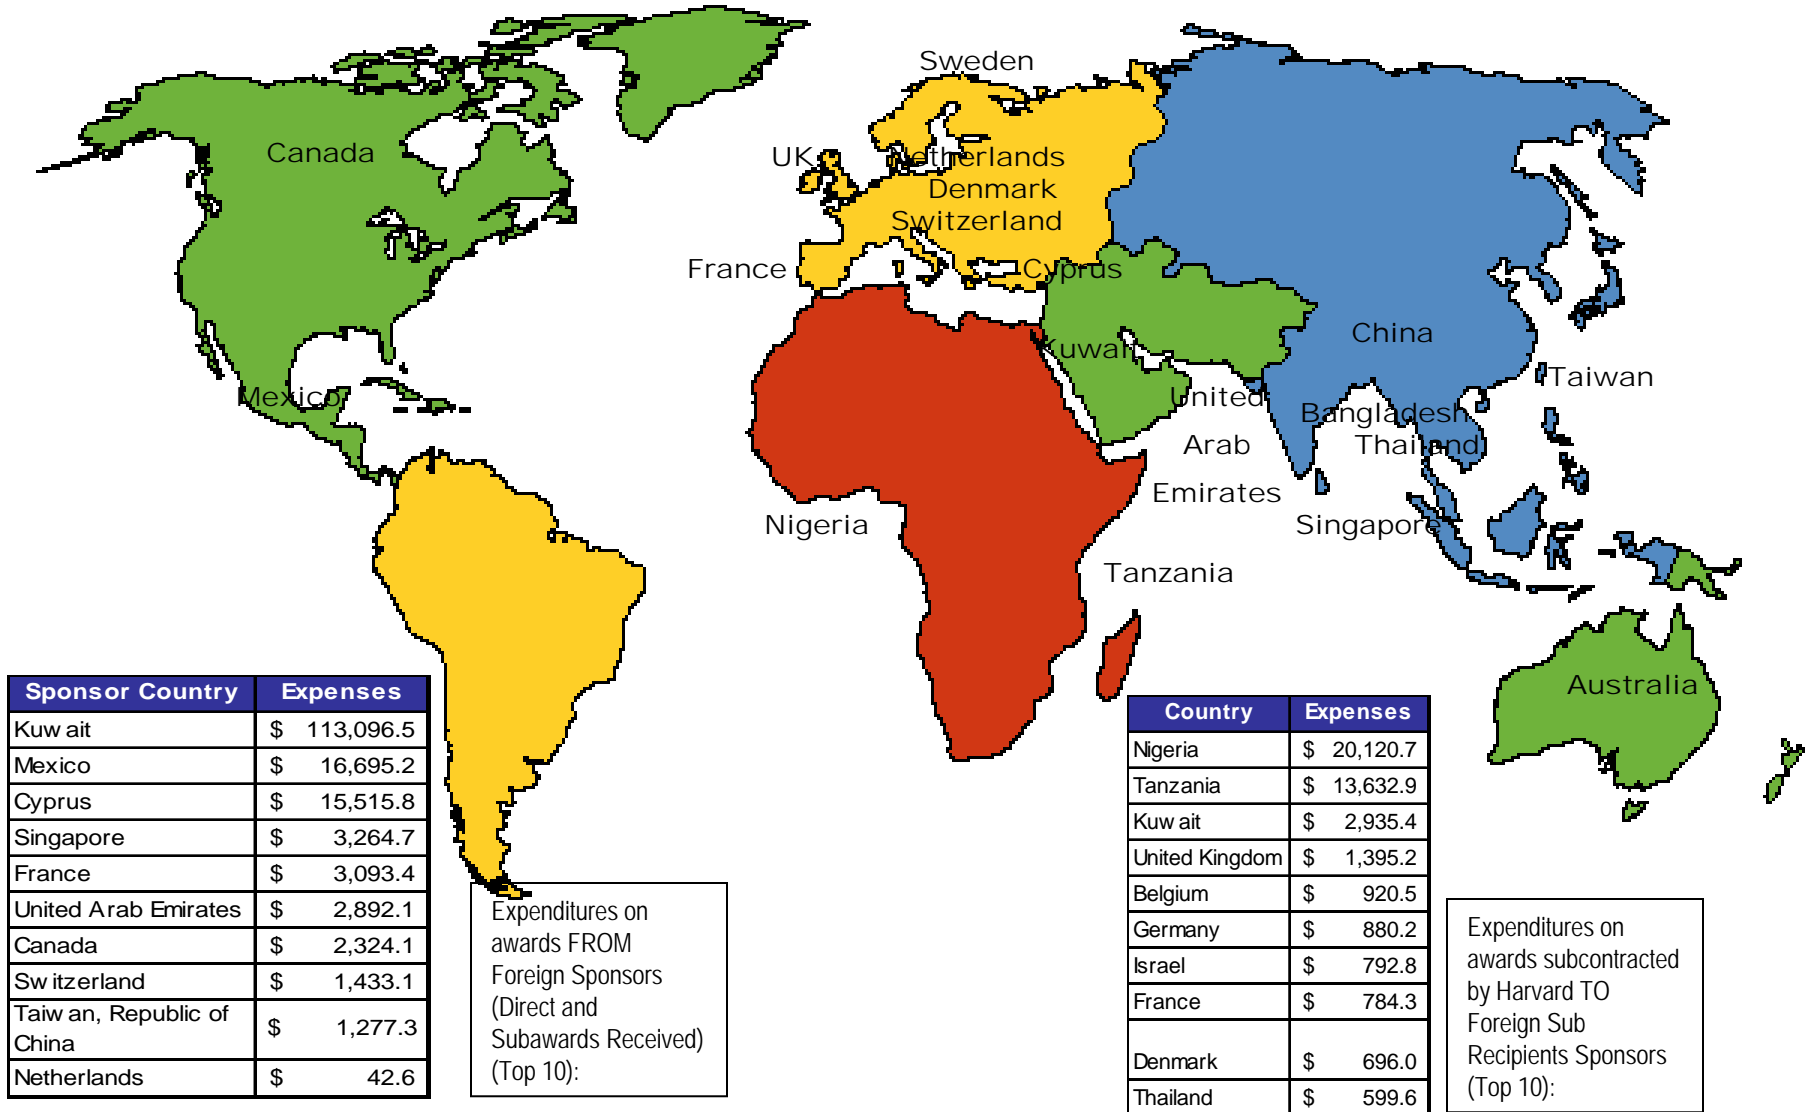 Sweden
Canada
UK
Netherlands
Denmark
Switzerland
France
Cyprus
China
Kuwait
Taiwan
Mexico
United
Arab
Emirates
Bangladesh
Thailand
Nigeria
Singapore
Tanzania
Australia
Sponsor Country Expenses
Kuwait $ 113,096.5
Mexico $ 16,695.2
Cyprus $ 15,515.8
Singapore $ 3,264.7
France $ 3,093.4
United Arab Emirates $ 2,892.1
Canada $ 2,324.1
Switzerland $ 1,433.1
Taiwan, Republic of
China $ 1,277.3
Netherlands $ 42.6
Expenditures on
awards FROM
Foreign Sponsors
(Direct and
Subawards Received)
(Top 10):
Country Expenses
Nigeria $ 20,120.7
Tanzania $ 13,632.9
Kuwait $ 2,935.4
United Kingdom $ 1,395.2
Belgium $ 920.5
Germany $ 880.2
Israel $ 792.8
France $ 784.3
Denmark $ 696.0
Thailand $ 599.6
Expenditures on
awards subcontracted
by Harvard TO
Foreign Sub
Recipients Sponsors
(Top 10):